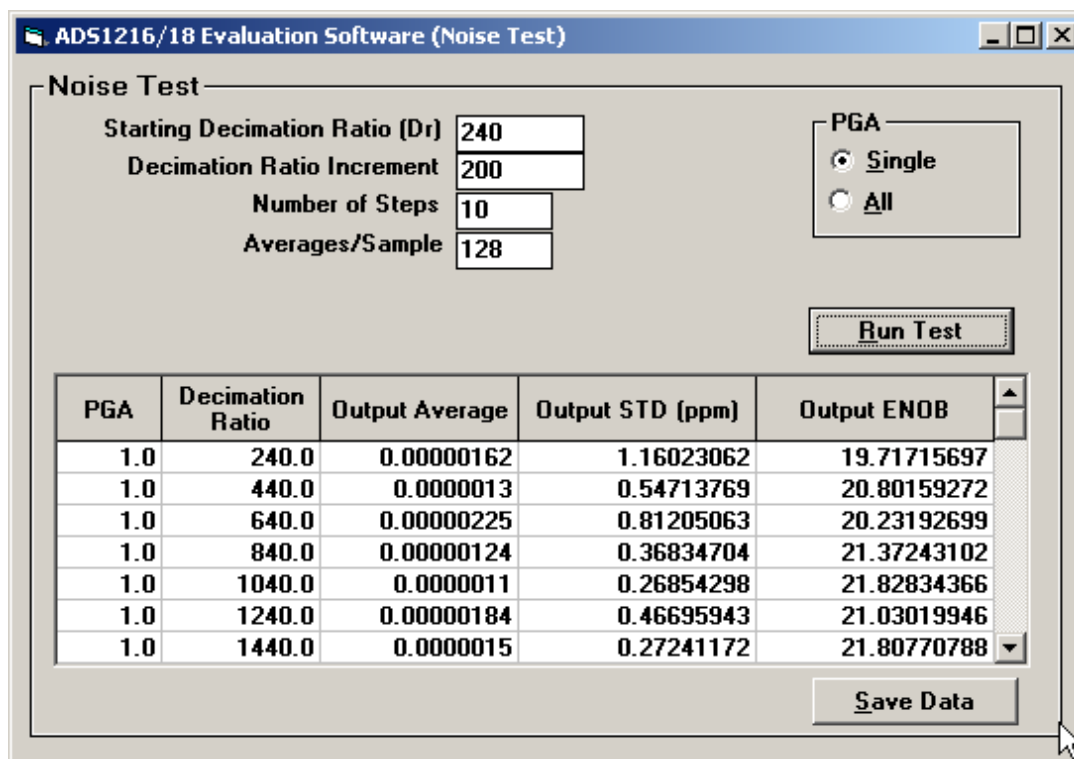 ADS1216/18 Evaluation Software (Noise Test)
Noise Test
Starting Decimation Ratio (Dr) 240
Decimation Ratio Increment 200
Number of Steps 10
Averages/Sample 128
PGA
Single
All
Run Test
PGA Decimation Ratio Output Average Output STD (ppm) Output ENOB
1.0 240.0 0.00000162 1.16023062 19.71715697
1.0 440.0 0.0000013 0.54713769 20.80159272
1.0 640.0 0.00000225 0.81205063 20.23192699
1.0 840.0 0.00000124 0.36834704 21.37243102
1.0 1040.0 0.0000011 0.26854298 21.82834366
1.0 1240.0 0.00000184 0.46695943 21.03019946
1.0 1440.0 0.0000015 0.27241172 21.80770788
Save Data